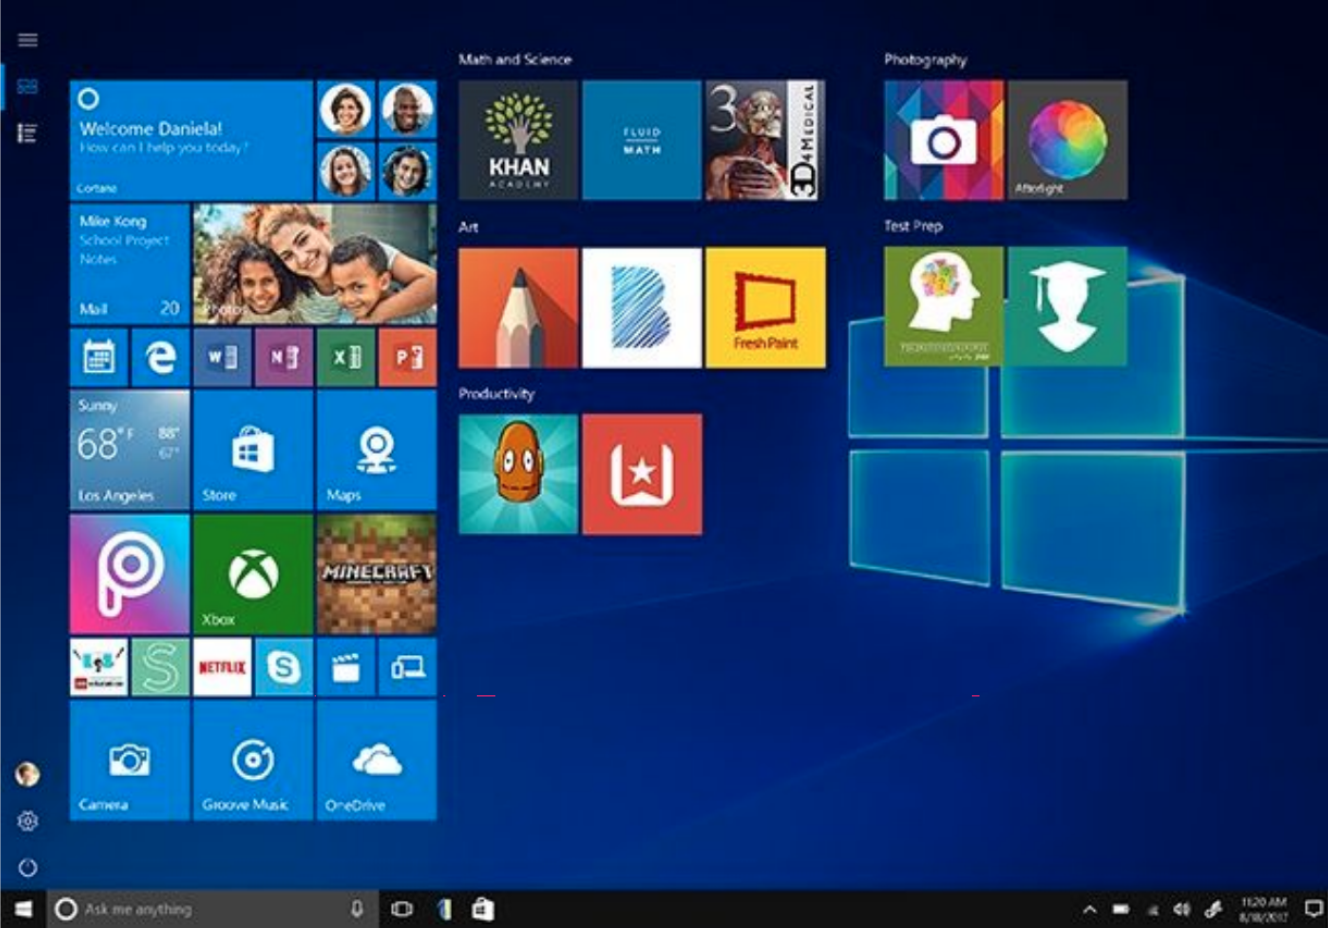 Math and Science
Photography
Welcome Daniela!
How can I help you today?
Cortana
KHAN
ACADEMY
FLUID
MATH
3D4MEDICAL
3
Afterlight
Mike Kong
School Project
Notes
Mail 20
Photos
Art
Test Prep
Fresh Paint
W
N
X
P
Productivity
Sunny
68°F 88°
67°
Los Angeles
Store
Maps
Xbox
MINECRAFT
S
NETFLIX
S
Camera
Groove Music
OneDrive
Ask me anything
11:20 AM
8/18/2017